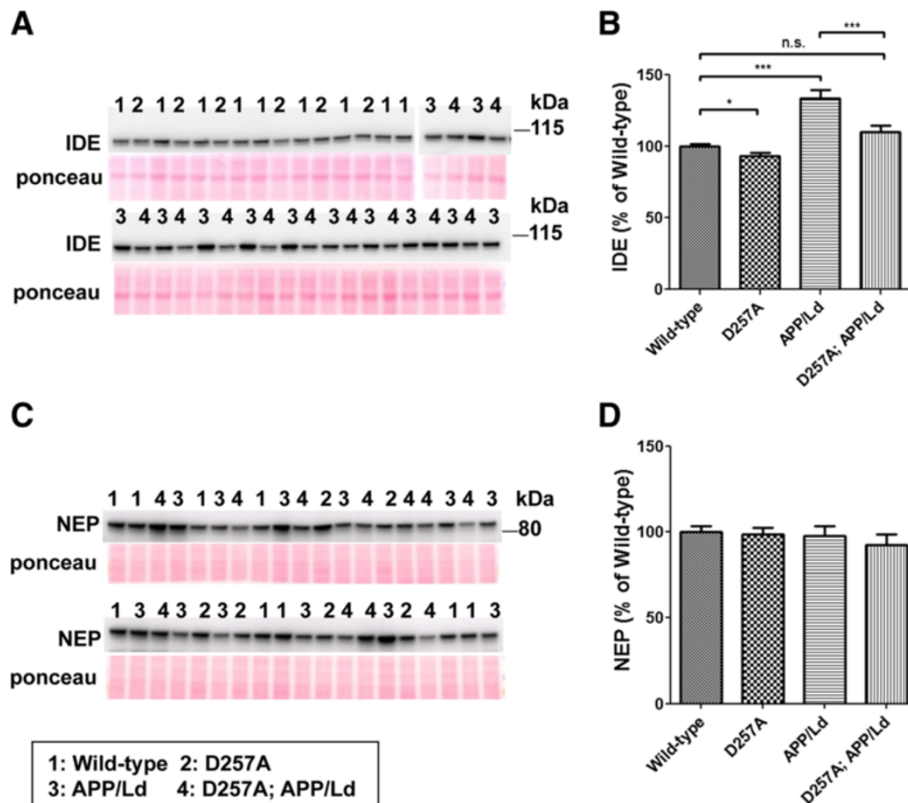 A
1 2 1 2 1 2 1 1 2 1 2 1 2 1 1 3 4 3 4 kDa
IDE 115
ponceau
3 4 3 4 3 4 3 4 3 4 3 4 3 4 3 4 3 4 3 kDa
IDE 115
ponceau
B
***
n.s.
***
*
IDE (% of Wild-type)
150
100
50
0
Wild-type
D257A
APP/Ld
D257A; APP/Ld
C
1 1 4 3 1 3 4 1 3 4 2 3 4 2 4 4 3 4 3 kDa
NEP 80
ponceau
1 3 4 3 2 3 2 1 1 3 2 4 4 3 2 4 1 1 3
NEP
ponceau
D
NEP (% of Wild-type)
150
100
50
0
Wild-type
D257A
APP/Ld
D257A; APP/Ld
1: Wild-type 2: D257A
3: APP/Ld 4: D257A; APP/Ld